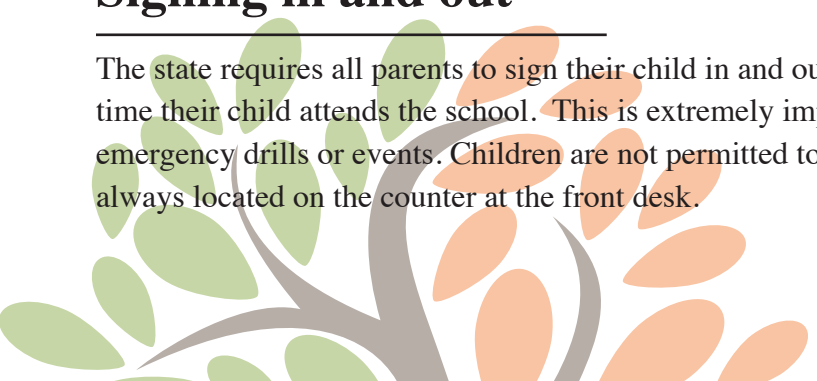 Signing in and out
The state requires all parents to sign their child in and
time their child attends the school.  This is extremely
emergency drills or events. Children are not permitted to
always located on the counter at the front desk.